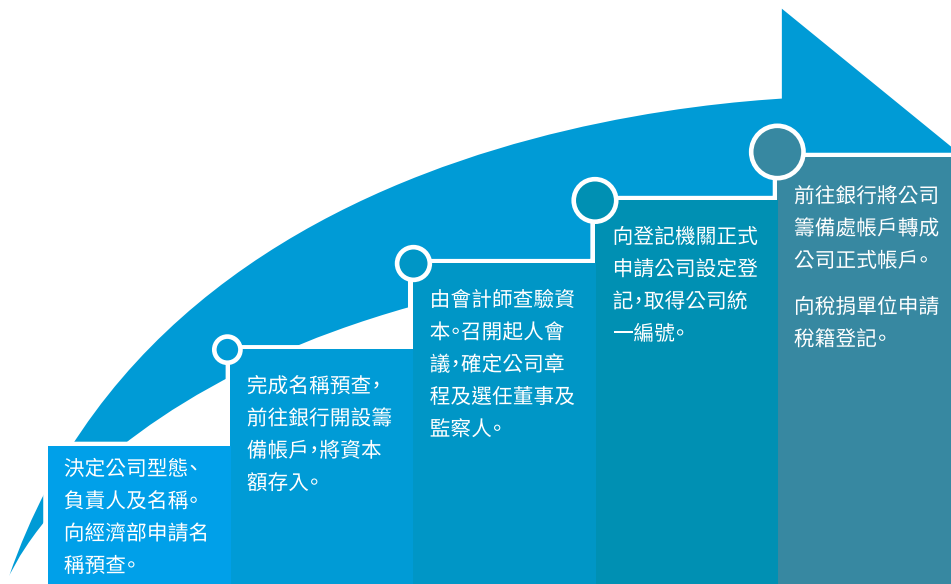 決定公司型態、
負責人及名稱。
向經濟部申請名
稱預查。
完成名稱預查，
前往銀行開設籌
備帳戶，將資本
額存入。
由會計師查驗資
本。召開起人會
議，確定公司章
程及選任董事及
監察人。
向登記機關正式
申請公司設定登
記，取得公司統
一編號。
前往銀行將公司
籌備處帳戶轉成
公司正式帳戶。
向稅捐單位申請
稅籍登記。